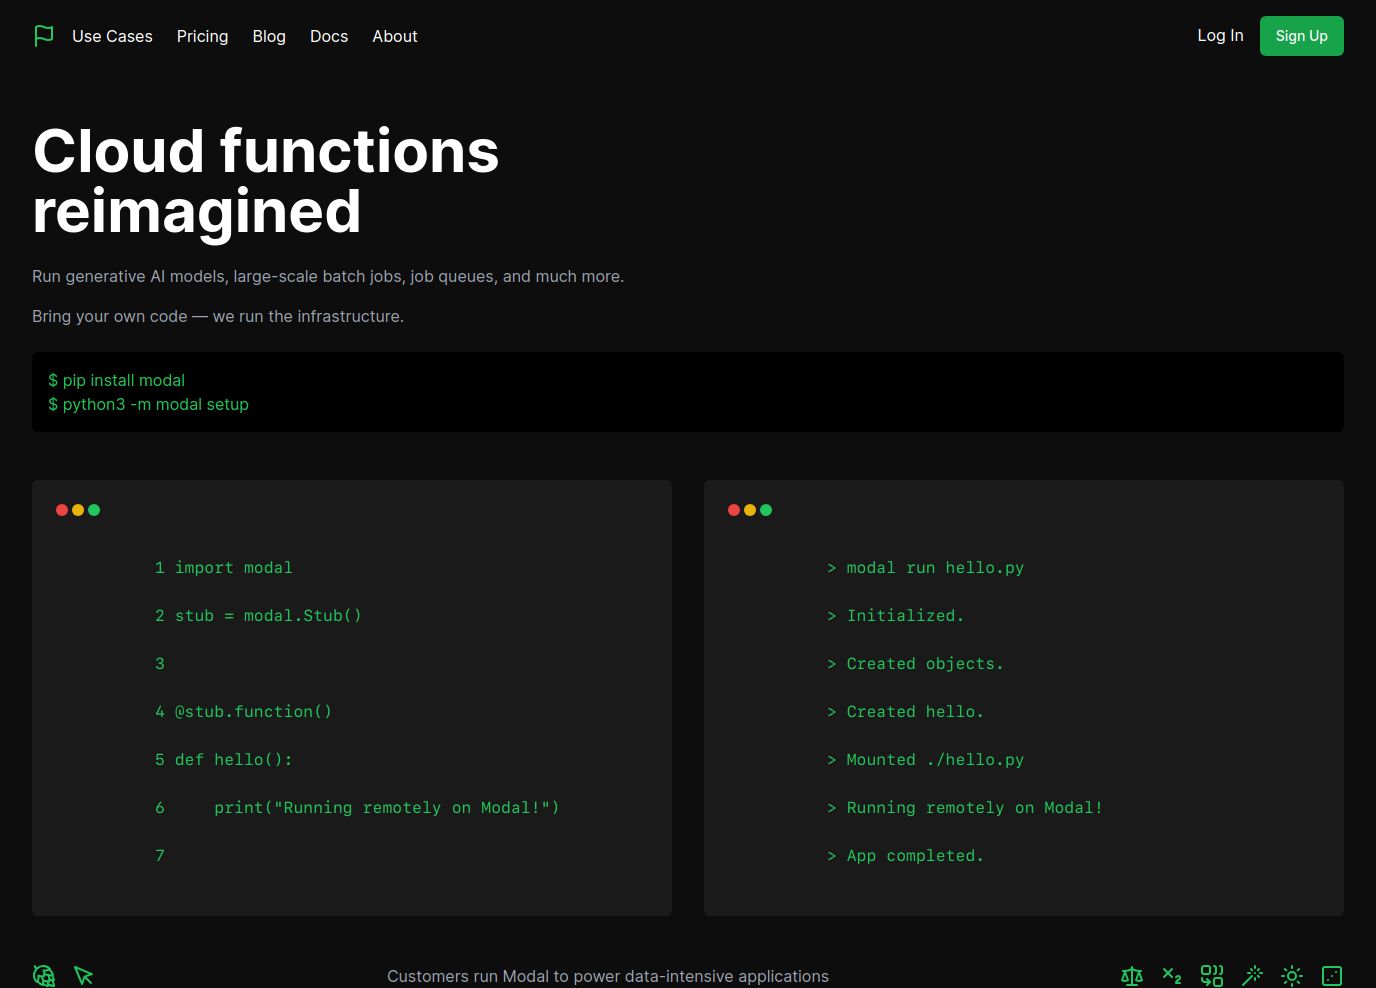 Use Cases Pricing Blog Docs About Log In Sign Up
Cloud functions
reimagined
Run generative AI models, large-scale batch jobs, job queues, and much more.
Bring your own code — we run the infrastructure.
$ pip install modal
$ python3 -m modal setup
1 import modal
2 stub = modal.Stub()
3
4 @stub.function()
5 def hello():
6     print("Running remotely on Modal!")
7
> modal run hello.py
> Initialized.
> Created objects.
> Created hello.
> Mounted ./hello.py
> Running remotely on Modal!
> App completed.
Customers run Modal to power data-intensive applications